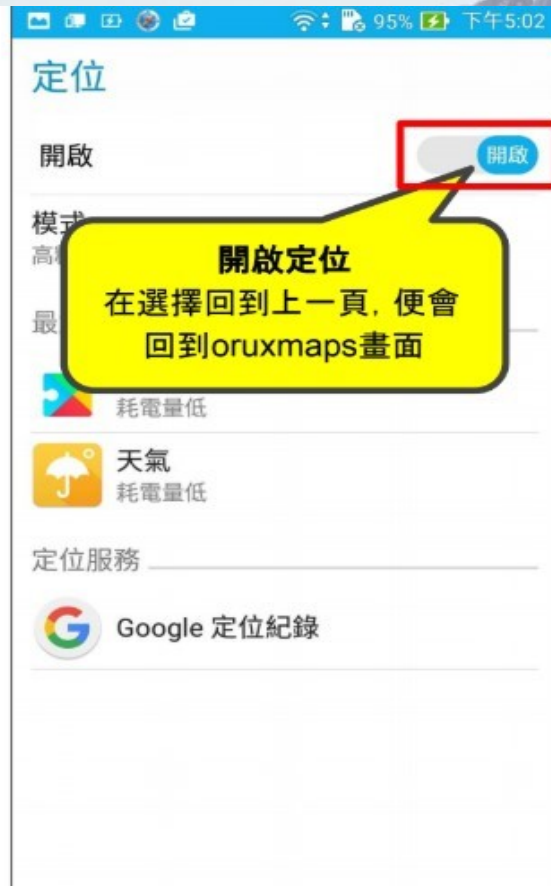 95% 下午5:02
定位
開啟
開啟
模式
高
開啟定位
在選擇回到上一頁, 便會
回到oruxmaps畫面
最
耗電量低
天氣
耗電量低
定位服務
Google 定位紀錄